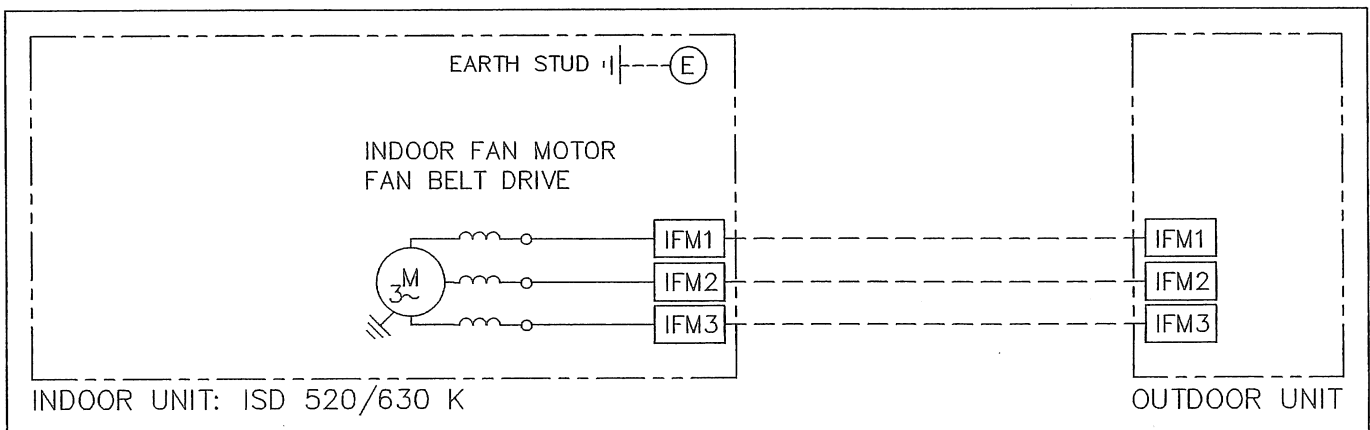 EARTH STUD E
INDOOR FAN MOTOR
FAN BELT DRIVE
IFM1 IFM1
M
3~
IFM2 IFM2
IFM3 IFM3
INDOOR UNIT: ISD 520/630 K OUTDOOR UNIT